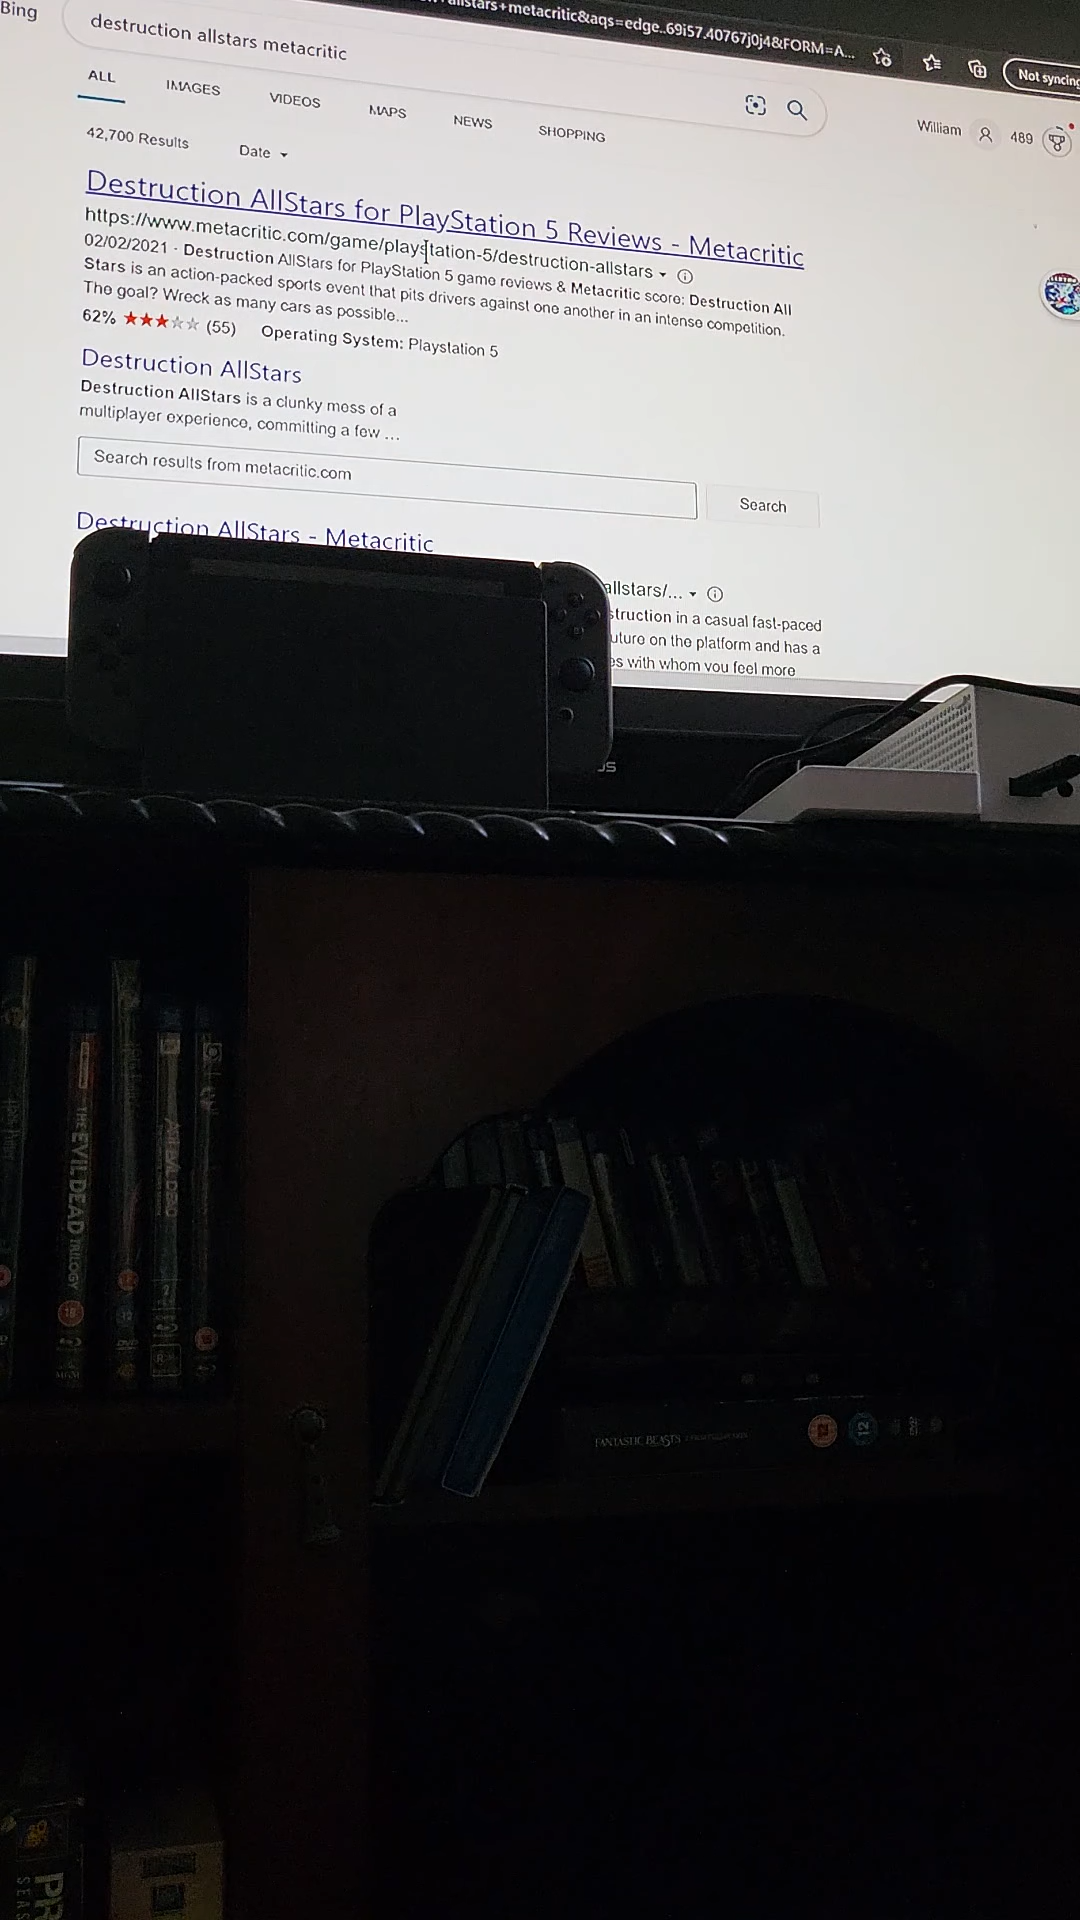 allstars+metacritic&aqs=edge..69i57.40767j0j4&FORM=A...
Not syncing
Bing
destruction allstars metacritic
ALL IMAGES VIDEOS MAPS NEWS SHOPPING
William 489
42,700 Results Date
Destruction AllStars for PlayStation 5 Reviews - Metacritic
https://www.metacritic.com/game/playstation-5/destruction-allstars
02/02/2021 · Destruction AllStars for PlayStation 5 game reviews & Metacritic score: Destruction All
Stars is an action-packed sports event that pits drivers against one another in an intense competition.
The goal? Wreck as many cars as possible...
62% (55) Operating System: Playstation 5
Destruction AllStars
Destruction AllStars is a clunky mess of a
multiplayer experience, committing a few ...
Search results from metacritic.com
Search
Destruction AllStars - Metacritic
allstars/...
struction in a casual fast-paced
uture on the platform and has a
es with whom you feel more
THE EVIL DEAD TRILOGY
18
FANTASTIC BEASTS
12
12